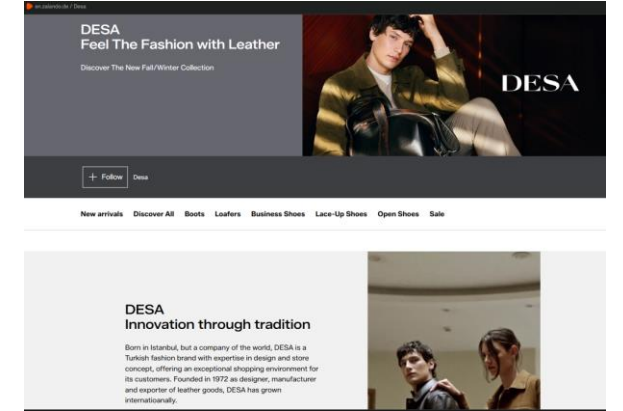 en.zalando.de / Desa
DESA
Feel The Fashion with Leather
Discover The New Fall/Winter Collection
DESA
+ Follow
Desa
New arrivals Discover All Boots Loafers Business Shoes Lace-Up Shoes Open Shoes Sale
DESA
Innovation through tradition
Born in Istanbul, but a company of the world, DESA is a
Turkish fashion brand with expertise in design and store
concept, offering an exceptional shopping environment for
its customers. Founded in 1972 as designer, manufacturer
and exporter of leather goods, DESA has grown
internatioanally.